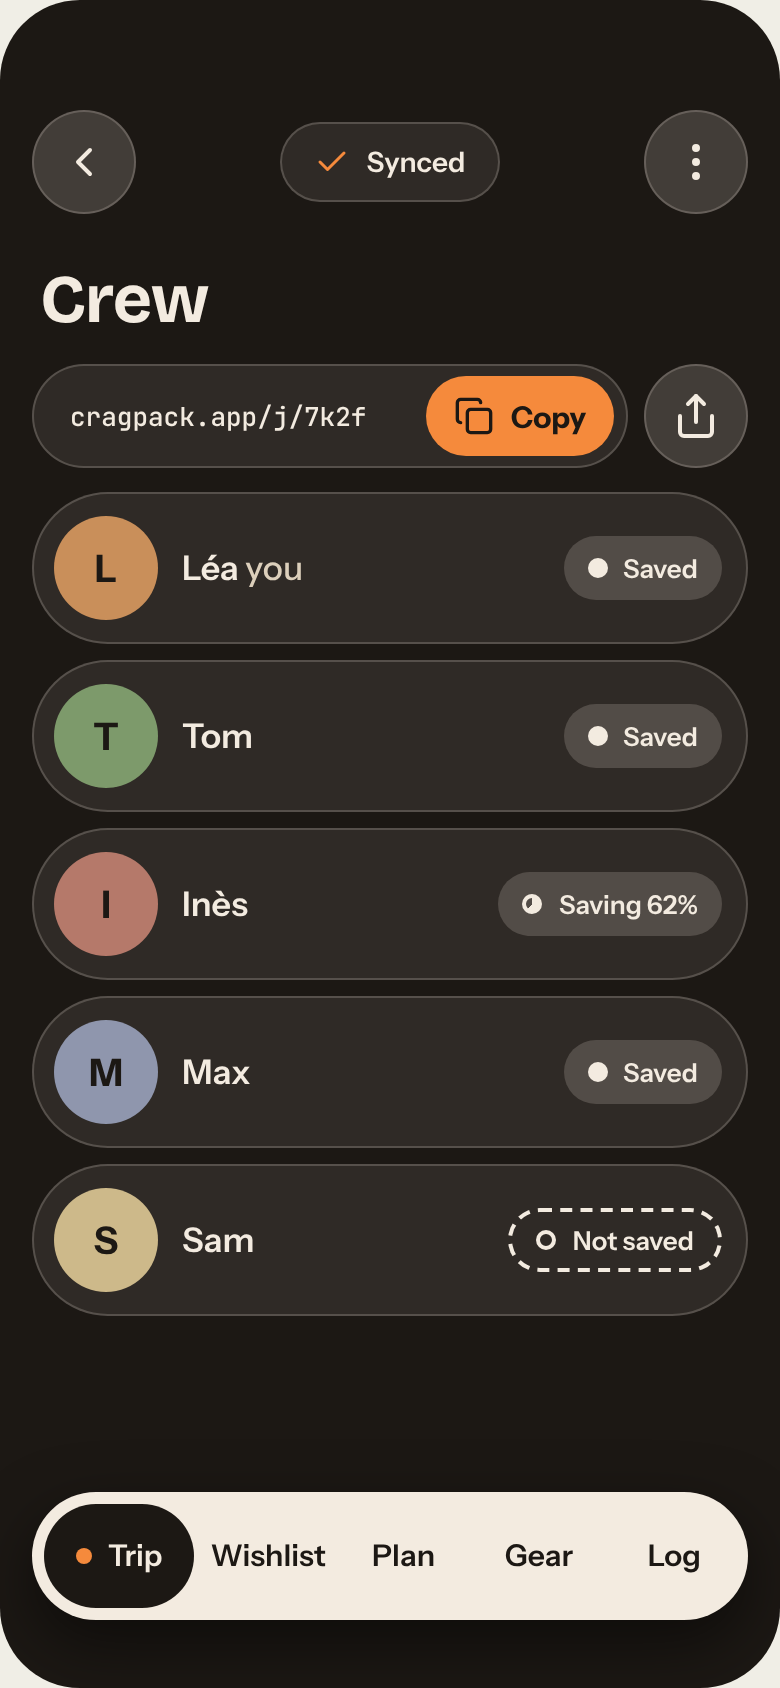 Synced
Crew
cragpack.app/j/7k2f Copy
L Léa you Saved
T Tom Saved
I Inès Saving 62%
M Max Saved
S Sam Not saved
Trip Wishlist Plan Gear Log